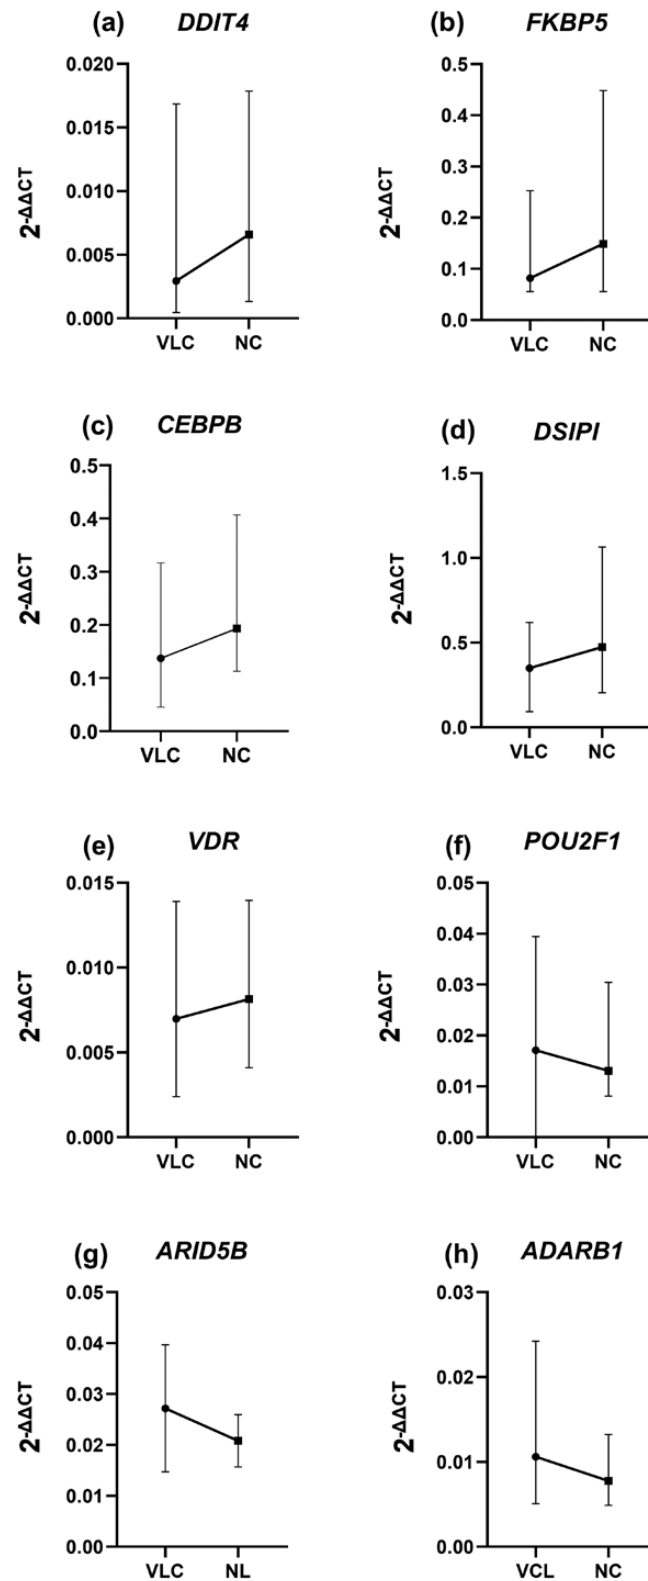 (a) DDIT4
0.020
0.015
0.010
0.005
0.000
2-ΔΔCT
VLC NC
(b) FKBP5
0.5
0.4
0.3
0.2
0.1
0.0
2-ΔΔCT
VLC NC
(c) CEBPB
0.5
0.4
0.3
0.2
0.1
0.0
2-ΔΔCT
VLC NC
(d) DSIPI
1.5
1.0
0.5
0.0
2-ΔΔCT
VLC NC
(e) VDR
0.015
0.010
0.005
0.000
2-ΔΔCT
VLC NC
(f) POU2F1
0.05
0.04
0.03
0.02
0.01
0.00
2-ΔΔCT
VLC NC
(g) ARID5B
0.05
0.04
0.03
0.02
0.01
0.00
2-ΔΔCT
VLC NL
(h) ADARB1
0.03
0.02
0.01
0.00
2-ΔΔCT
VCL NC